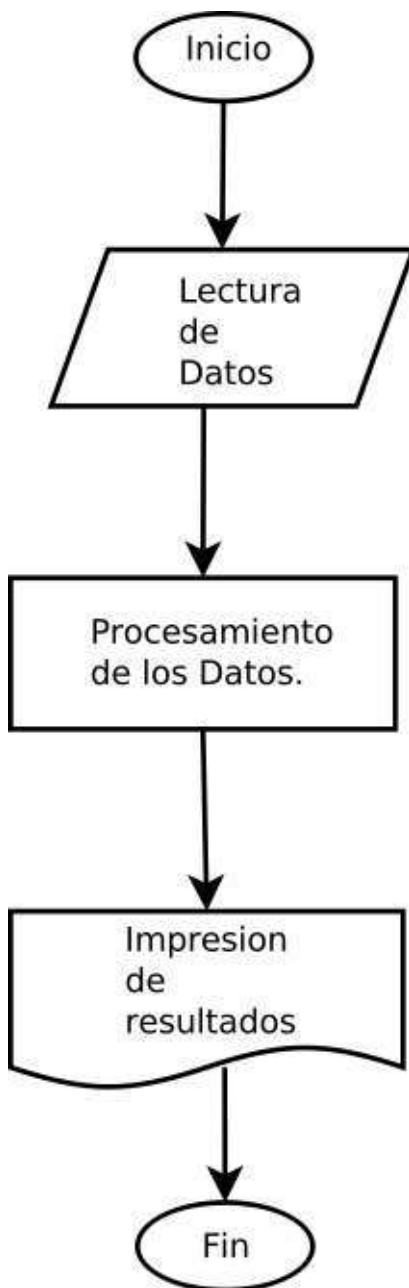 Inicio
Lectura
de
Datos
Procesamiento
de los Datos.
Impresion
de
resultados
Fin